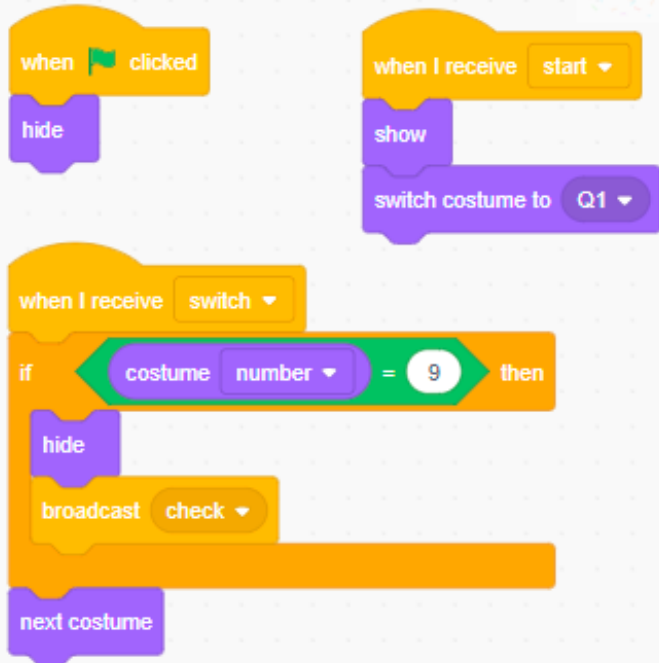 when clicked
hide
when I receive start
show
switch costume to Q1
when I receive switch
if costume number = 9 then
hide
broadcast check
next costume